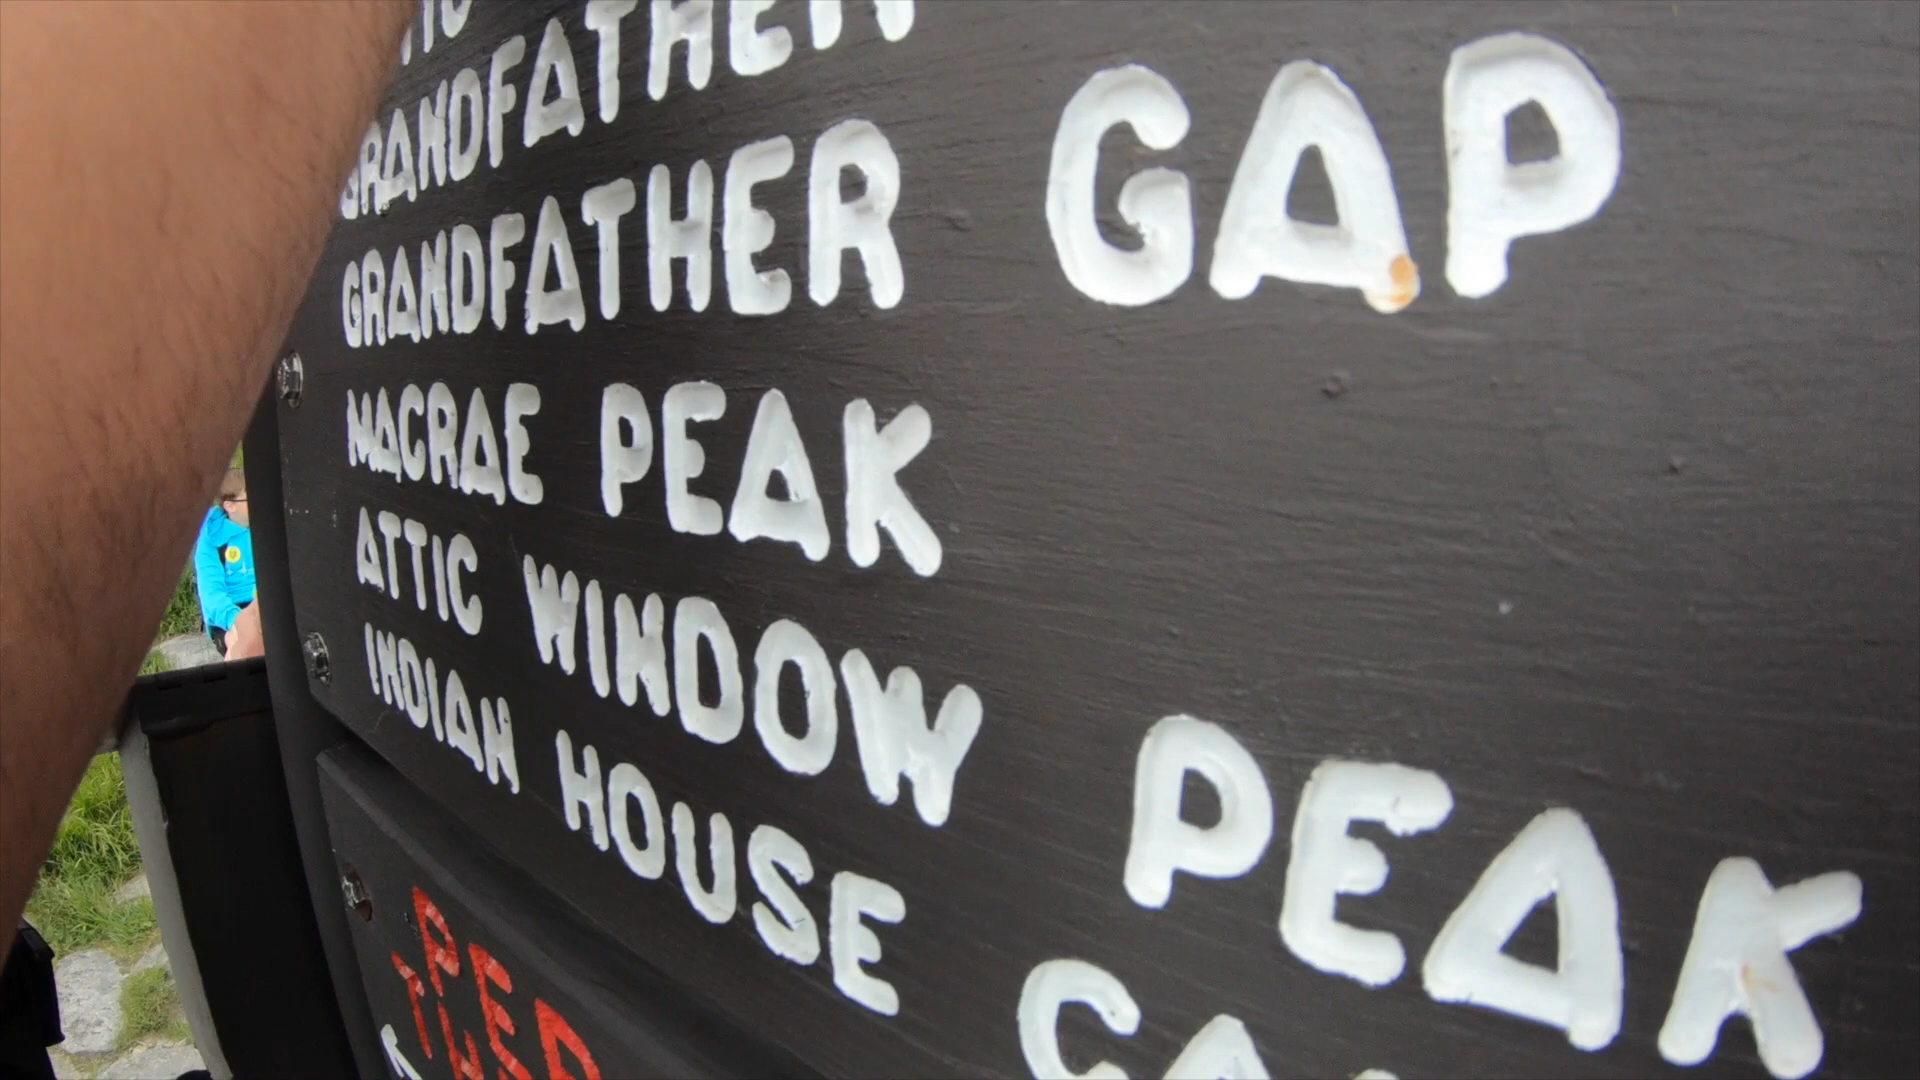 GRANDFATHER
GRANDFATHER GAP
MACRAE PEAK
ATTIC WINDOW PEAK
INDIAN HOUSE